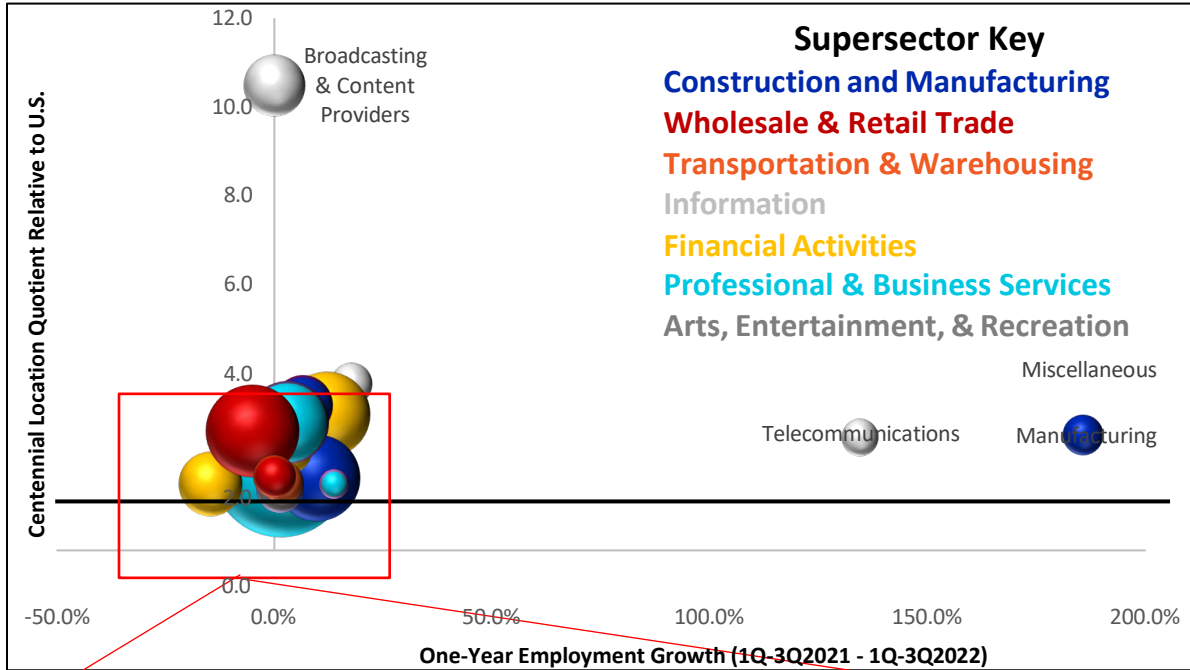 12.0
Broadcasting
& Content
Providers
10.0
8.0
6.0
4.0
2.0
0.0
Centennial Location Quotient Relative to U.S.
Supersector Key
Construction and Manufacturing
Wholesale & Retail Trade
Transportation & Warehousing
Information
Financial Activities
Professional & Business Services
Arts, Entertainment, & Recreation
Miscellaneous
Manufacturing
Telecommunications
-50.0%
0.0%
50.0%
100.0%
150.0%
200.0%
One-Year Employment Growth (1Q-3Q2021 - 1Q-3Q2022)